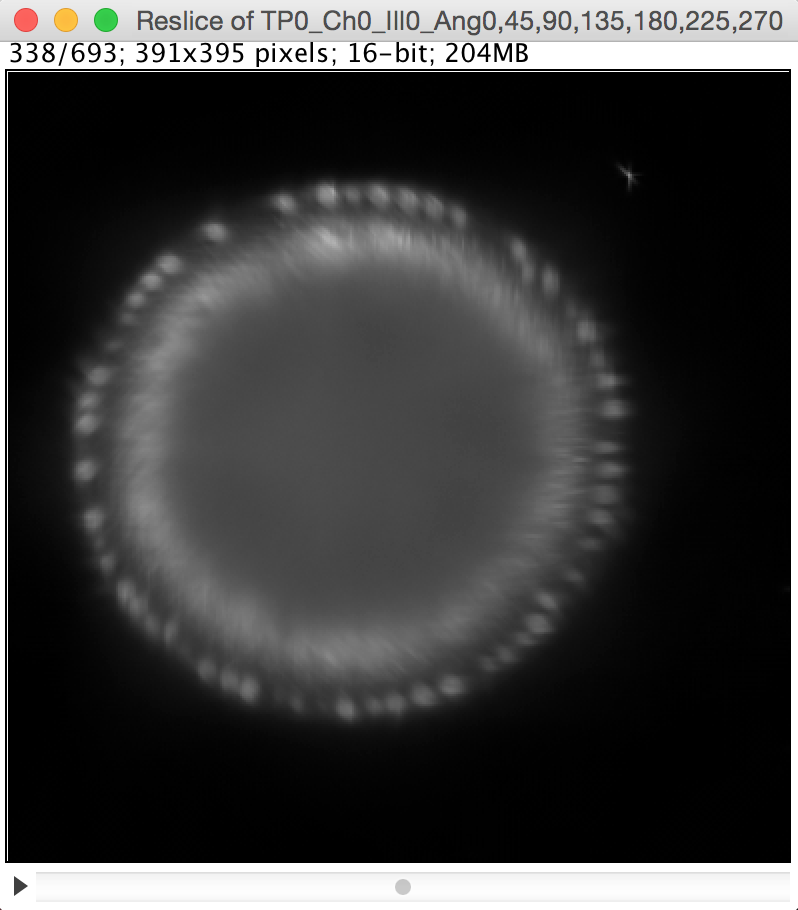 Reslice of TP0_Ch0_Ill0_Ang0,45,90,135,180,225,270
338/693; 391x395 pixels; 16-bit; 204MB